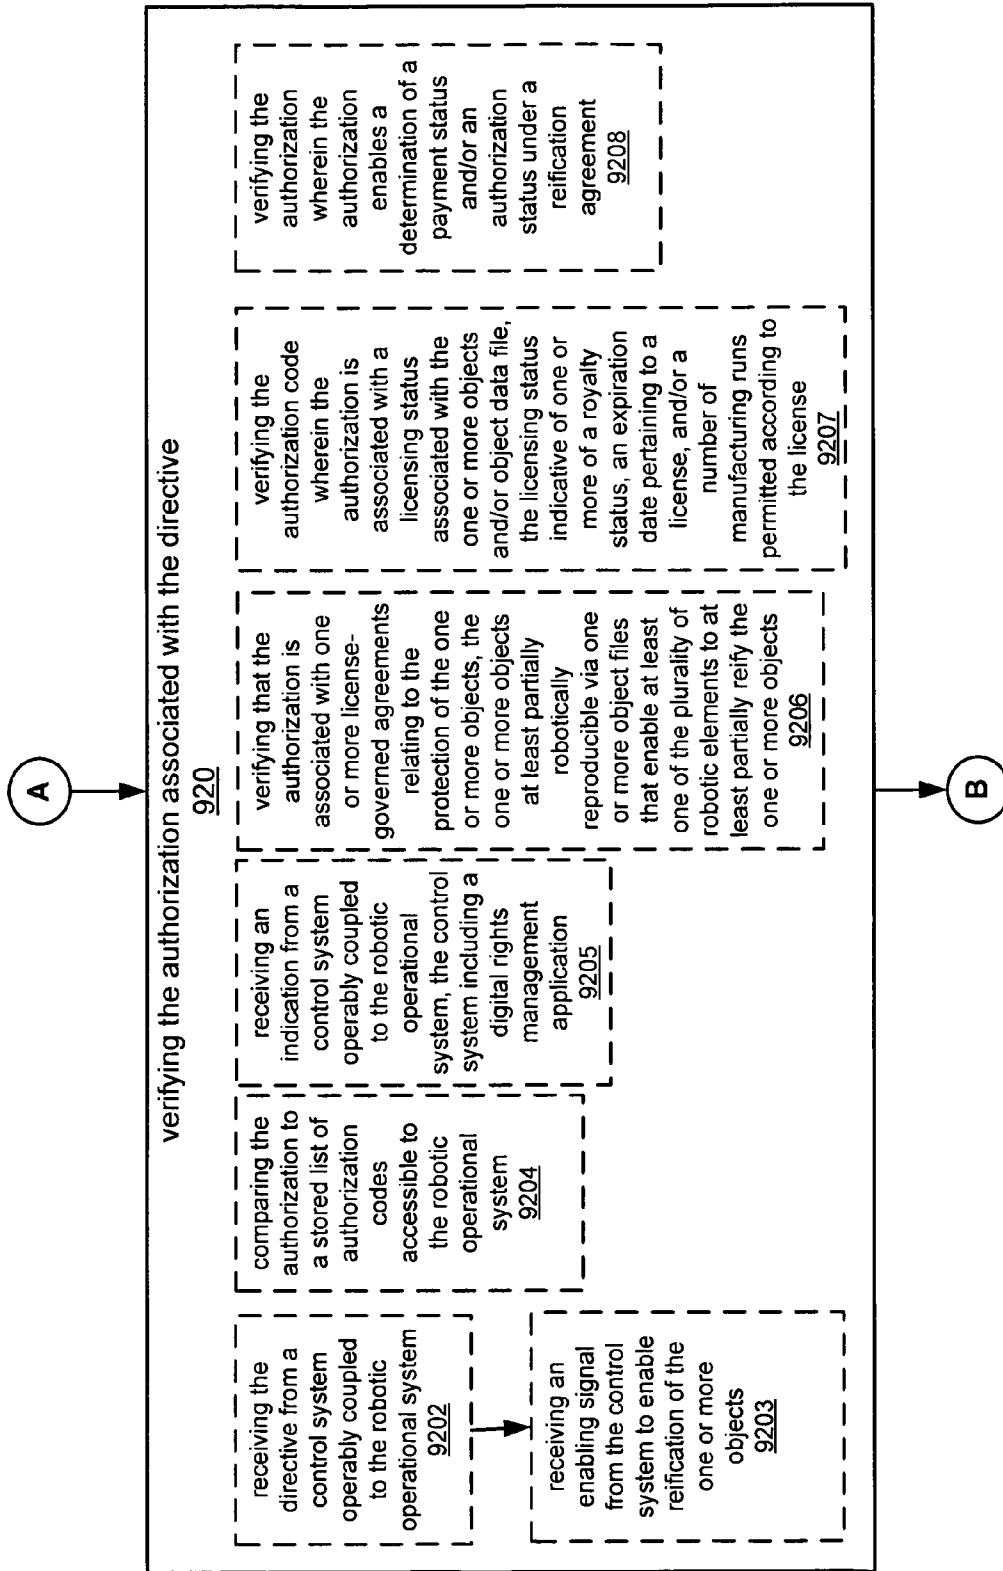 A
verifying the authorization associated with the directive
920
receiving the
directive from a
control system
operably coupled
to the robotic
operational system
9202
receiving an
enabling signal
from the control
system to enable
reification of the
one or more
objects
9203
comparing the
authorization to
a stored list of
authorization
codes
accessible to
the robotic
operational
system
9204
receiving an
indication from a
control system
operably coupled
to the robotic
operational
system, the control
system including a
digital rights
management
application
9205
verifying that the
authorization is
associated with one
or more license-
governed agreements
relating to the
protection of the one
or more objects, the
one or more objects
at least partially
robotically
reproducible via one
or more object files
that enable at least
one of the plurality of
robotic elements to at
least partially reify the
one or more objects
9206
verifying the
authorization code
wherein the
authorization is
associated with a
licensing status
associated with the
one or more objects
and/or object data file,
the licensing status
indicative of one or
more of a royalty
status, an expiration
date pertaining to a
license, and/or a
number of
manufacturing runs
permitted according to
the license
9207
verifying the
authorization
wherein the
authorization
enables a
determination of a
payment status
and/or an
authorization
status under a
reification
agreement
9208
B